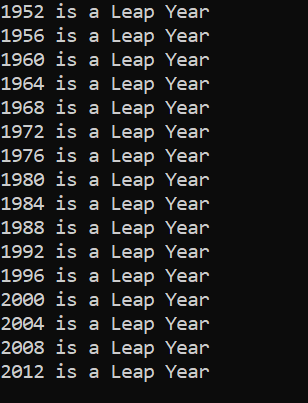 1952 is a Leap Year
1956 is a Leap Year
1960 is a Leap Year
1964 is a Leap Year
1968 is a Leap Year
1972 is a Leap Year
1976 is a Leap Year
1980 is a Leap Year
1984 is a Leap Year
1988 is a Leap Year
1992 is a Leap Year
1996 is a Leap Year
2000 is a Leap Year
2004 is a Leap Year
2008 is a Leap Year
2012 is a Leap Year